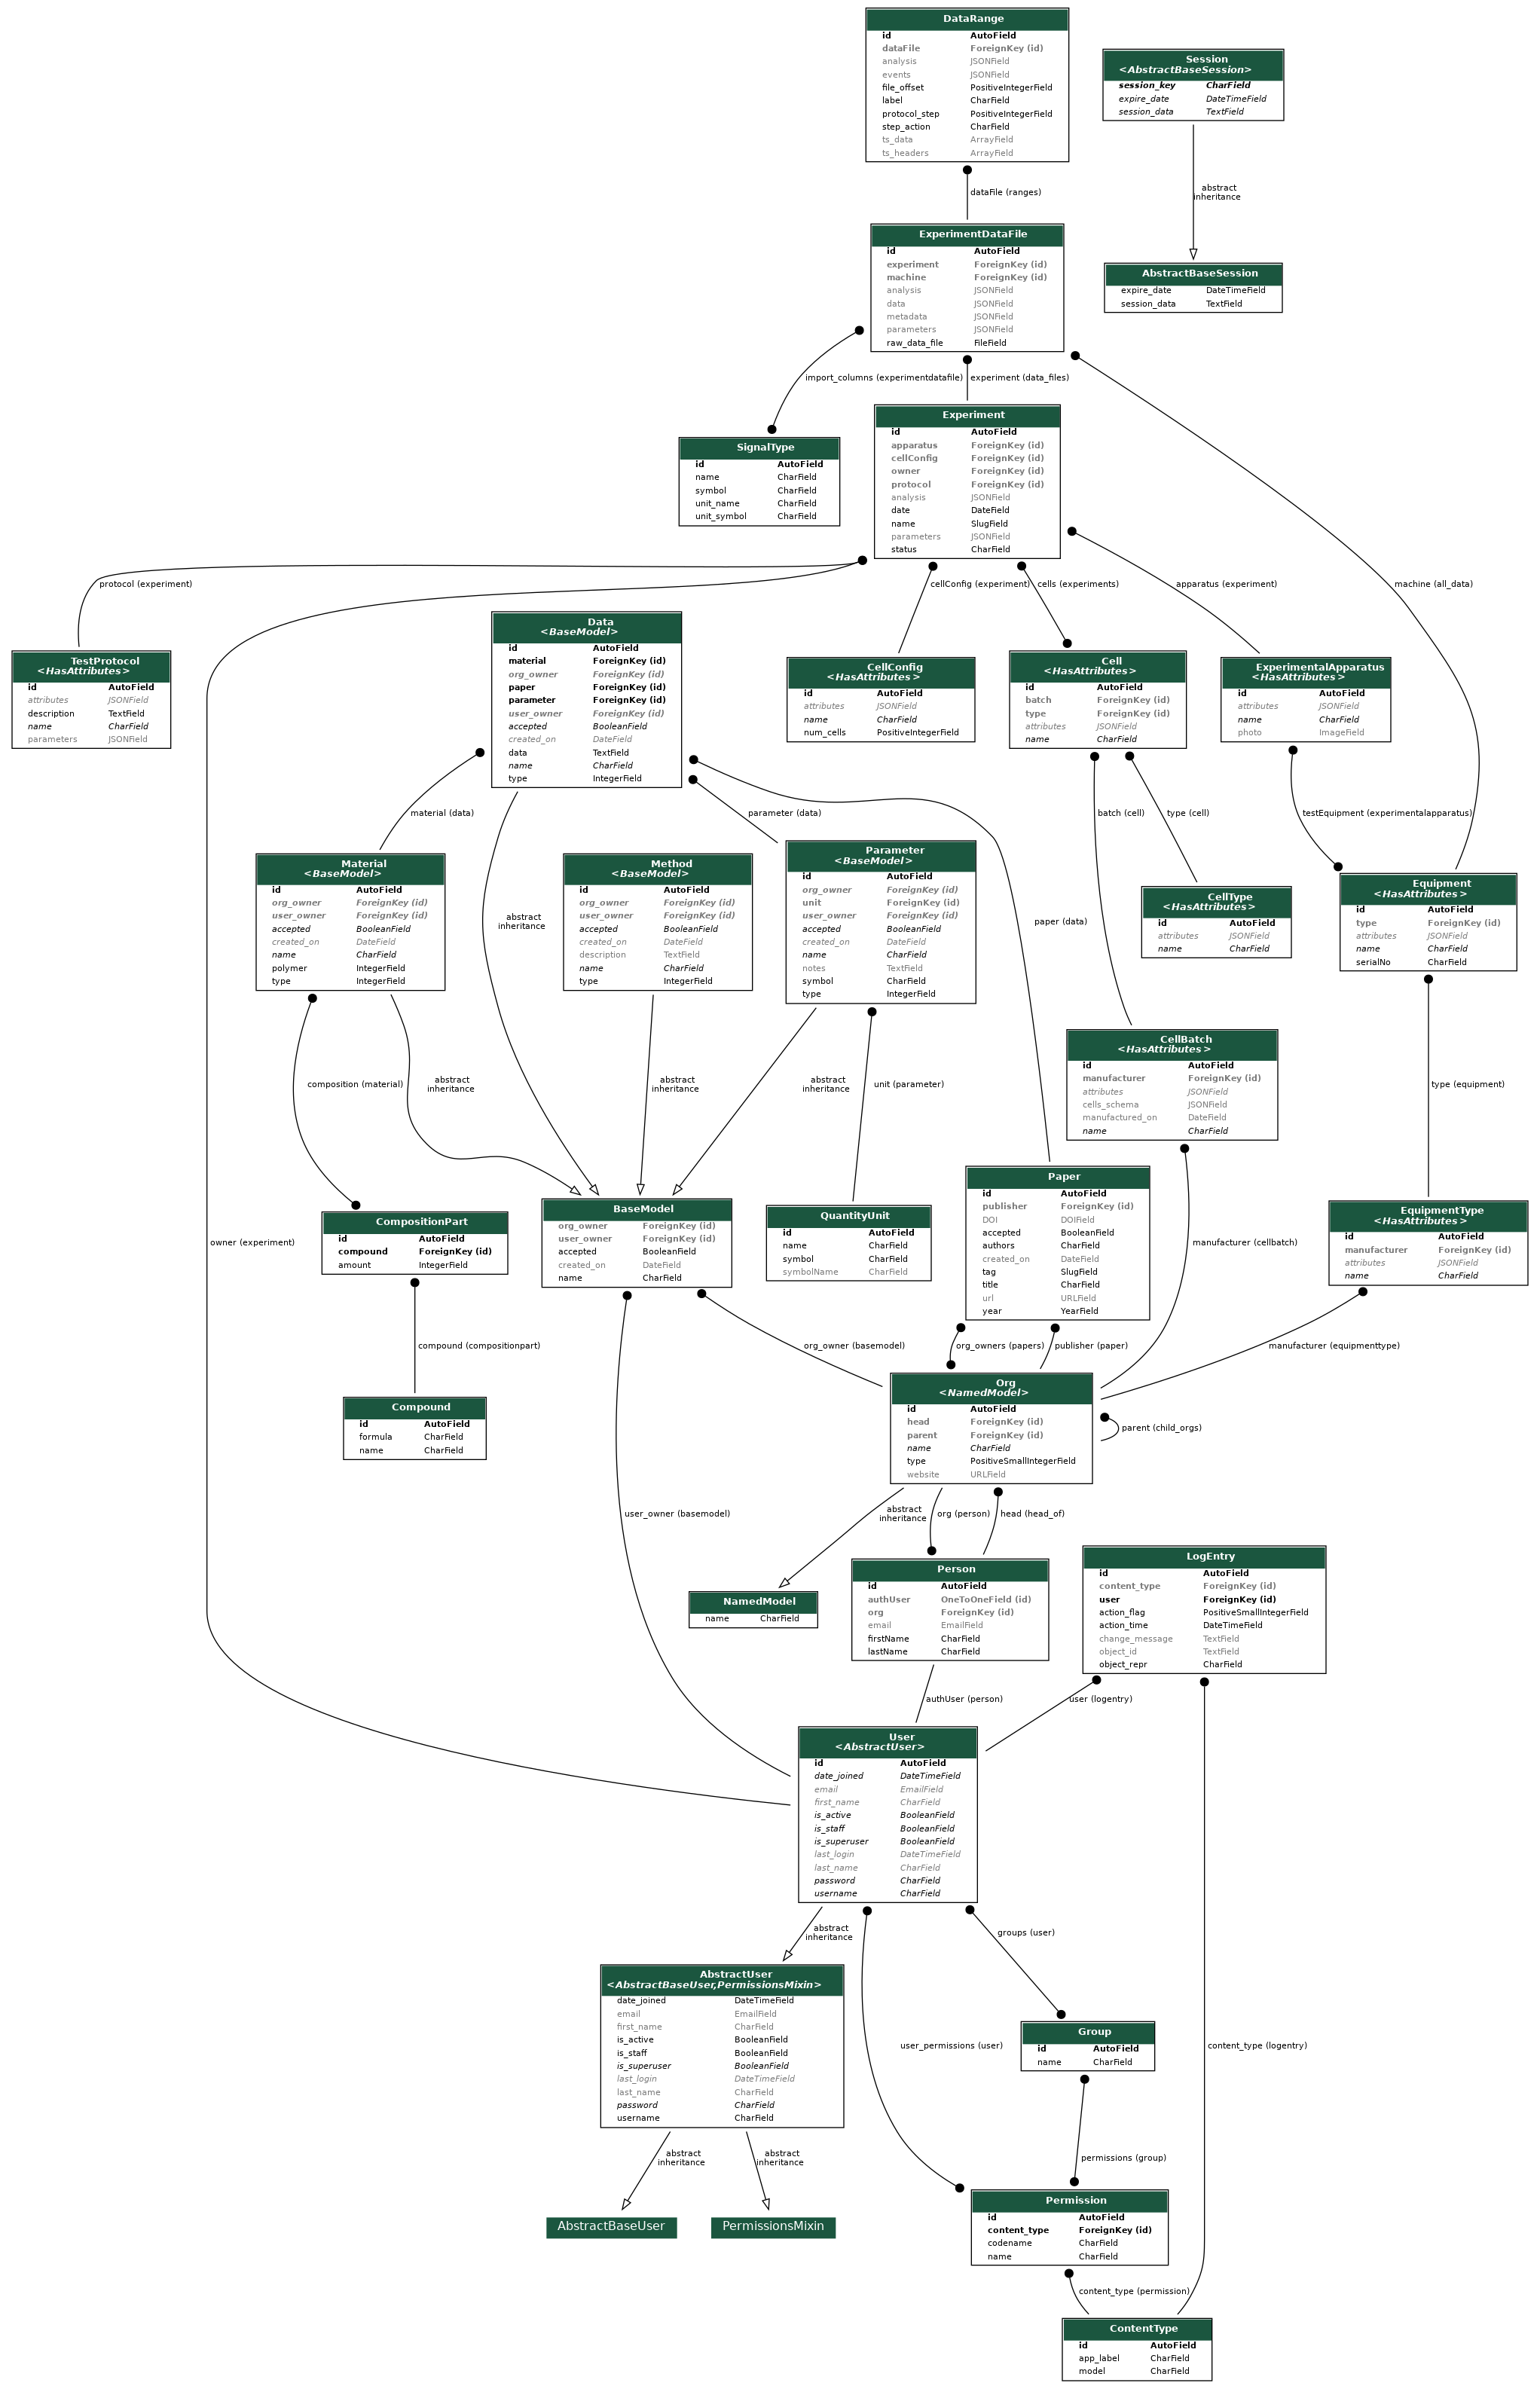 DataRange
id AutoField
dataFile ForeignKey (id)
analysis JSONField
events JSONField
file_offset PositiveIntegerField
label CharField
protocol_step PositiveIntegerField
step_action CharField
ts_data ArrayField
ts_headers ArrayField
Session
<AbstractBaseSession>
session_key CharField
expire_date DateTimeField
session_data TextField
dataFile (ranges)
abstract
inheritance
ExperimentDataFile
id AutoField
experiment ForeignKey (id)
machine ForeignKey (id)
analysis JSONField
data JSONField
metadata JSONField
parameters JSONField
raw_data_file FileField
AbstractBaseSession
expire_date DateTimeField
session_data TextField
import_columns (experimentdatafile)
experiment (data_files)
Experiment
id AutoField
apparatus ForeignKey (id)
cellConfig ForeignKey (id)
owner ForeignKey (id)
protocol ForeignKey (id)
analysis JSONField
date DateField
name SlugField
parameters JSONField
status CharField
SignalType
id AutoField
name CharField
symbol CharField
unit_name CharField
unit_symbol CharField
protocol (experiment)
cellConfig (experiment)
cells (experiments)
apparatus (experiment)
machine (all_data)
TestProtocol
<HasAttributes>
id AutoField
attributes JSONField
description TextField
name CharField
parameters JSONField
Data
<BaseModel>
id AutoField
material ForeignKey (id)
org_owner ForeignKey (id)
paper ForeignKey (id)
parameter ForeignKey (id)
user_owner ForeignKey (id)
accepted BooleanField
created_on DateField
data TextField
name CharField
type IntegerField
CellConfig
<HasAttributes>
id AutoField
attributes JSONField
name CharField
num_cells PositiveIntegerField
Cell
<HasAttributes>
id AutoField
batch ForeignKey (id)
type ForeignKey (id)
attributes JSONField
name CharField
ExperimentalApparatus
<HasAttributes>
id AutoField
attributes JSONField
name CharField
photo ImageField
material (data)
parameter (data)
batch (cell)
type (cell)
testEquipment (experimentalapparatus)
Material
<BaseModel>
id AutoField
org_owner ForeignKey (id)
user_owner ForeignKey (id)
accepted BooleanField
created_on DateField
name CharField
polymer IntegerField
type IntegerField
abstract
inheritance
Method
<BaseModel>
id AutoField
org_owner ForeignKey (id)
user_owner ForeignKey (id)
accepted BooleanField
created_on DateField
description TextField
name CharField
type IntegerField
Parameter
<BaseModel>
id AutoField
org_owner ForeignKey (id)
unit ForeignKey (id)
user_owner ForeignKey (id)
accepted BooleanField
created_on DateField
name CharField
notes TextField
symbol CharField
type IntegerField
paper (data)
CellType
<HasAttributes>
id AutoField
attributes JSONField
name CharField
Equipment
<HasAttributes>
id AutoField
type ForeignKey (id)
attributes JSONField
name CharField
serialNo CharField
composition (material)
abstract
inheritance
abstract
inheritance
abstract
inheritance
unit (parameter)
CellBatch
<HasAttributes>
id AutoField
manufacturer ForeignKey (id)
attributes JSONField
cells_schema JSONField
manufactured_on DateField
name CharField
type (equipment)
owner (experiment)
CompositionPart
id AutoField
compound ForeignKey (id)
amount IntegerField
BaseModel
org_owner ForeignKey (id)
user_owner ForeignKey (id)
accepted BooleanField
created_on DateField
name CharField
QuantityUnit
id AutoField
name CharField
symbol CharField
symbolName CharField
Paper
id AutoField
publisher ForeignKey (id)
DOI DOIField
accepted BooleanField
authors CharField
created_on DateField
tag SlugField
title CharField
url URLField
year YearField
manufacturer (cellbatch)
EquipmentType
<HasAttributes>
id AutoField
manufacturer ForeignKey (id)
attributes JSONField
name CharField
compound (compositionpart)
org_owner (basemodel)
org_owners (papers)
publisher (paper)
manufacturer (equipmenttype)
Compound
id AutoField
formula CharField
name CharField
Org
<NamedModel>
id AutoField
head ForeignKey (id)
parent ForeignKey (id)
name CharField
type PositiveSmallIntegerField
website URLField
parent (child_orgs)
user_owner (basemodel)
abstract
inheritance
org (person)
head (head_of)
NamedModel
name CharField
Person
id AutoField
authUser OneToOneField (id)
org ForeignKey (id)
email EmailField
firstName CharField
lastName CharField
LogEntry
id AutoField
content_type ForeignKey (id)
user ForeignKey (id)
action_flag PositiveSmallIntegerField
action_time DateTimeField
change_message TextField
object_id TextField
object_repr CharField
authUser (person)
user (logentry)
User
<AbstractUser>
id AutoField
date_joined DateTimeField
email EmailField
first_name CharField
is_active BooleanField
is_staff BooleanField
is_superuser BooleanField
last_login DateTimeField
last_name CharField
password CharField
username CharField
abstract
inheritance
groups (user)
AbstractUser
<AbstractBaseUser,PermissionsMixin>
date_joined DateTimeField
email EmailField
first_name CharField
is_active BooleanField
is_staff BooleanField
is_superuser BooleanField
last_login DateTimeField
last_name CharField
password CharField
username CharField
user_permissions (user)
Group
id AutoField
name CharField
content_type (logentry)
abstract
inheritance
abstract
inheritance
permissions (group)
AbstractBaseUser
PermissionsMixin
Permission
id AutoField
content_type ForeignKey (id)
codename CharField
name CharField
content_type (permission)
ContentType
id AutoField
app_label CharField
model CharField